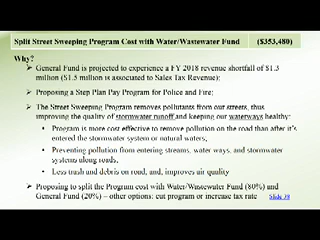 Split Street Sweeping Program Cost with Water/Wastewater Fund ($353,480)
Why?
➢ General Fund is projected to experience a FY 2018 revenue shortfall of $1.3
million ($1.5 million is associated to Sales Tax Revenue);
➢ Proposing a Step Plan Pay Program for Police and Fire;
➢ The Street Sweeping Program removes pollutants from our streets, thus
improving the quality of stormwater runoff and keeping our waterways healthy:
• Program is more cost effective to remove pollution on the road than after it's
entered the stormwater system or natural waters;
• Preventing pollution from entering streams, water ways, and stormwater
systems along roads;
• Less trash and debris on road, and, improves air quality
➢ Proposing to split the Program cost with Water/Wastewater Fund (80%) and
General Fund (20%) – other options: cut program or increase tax rate Slide 39